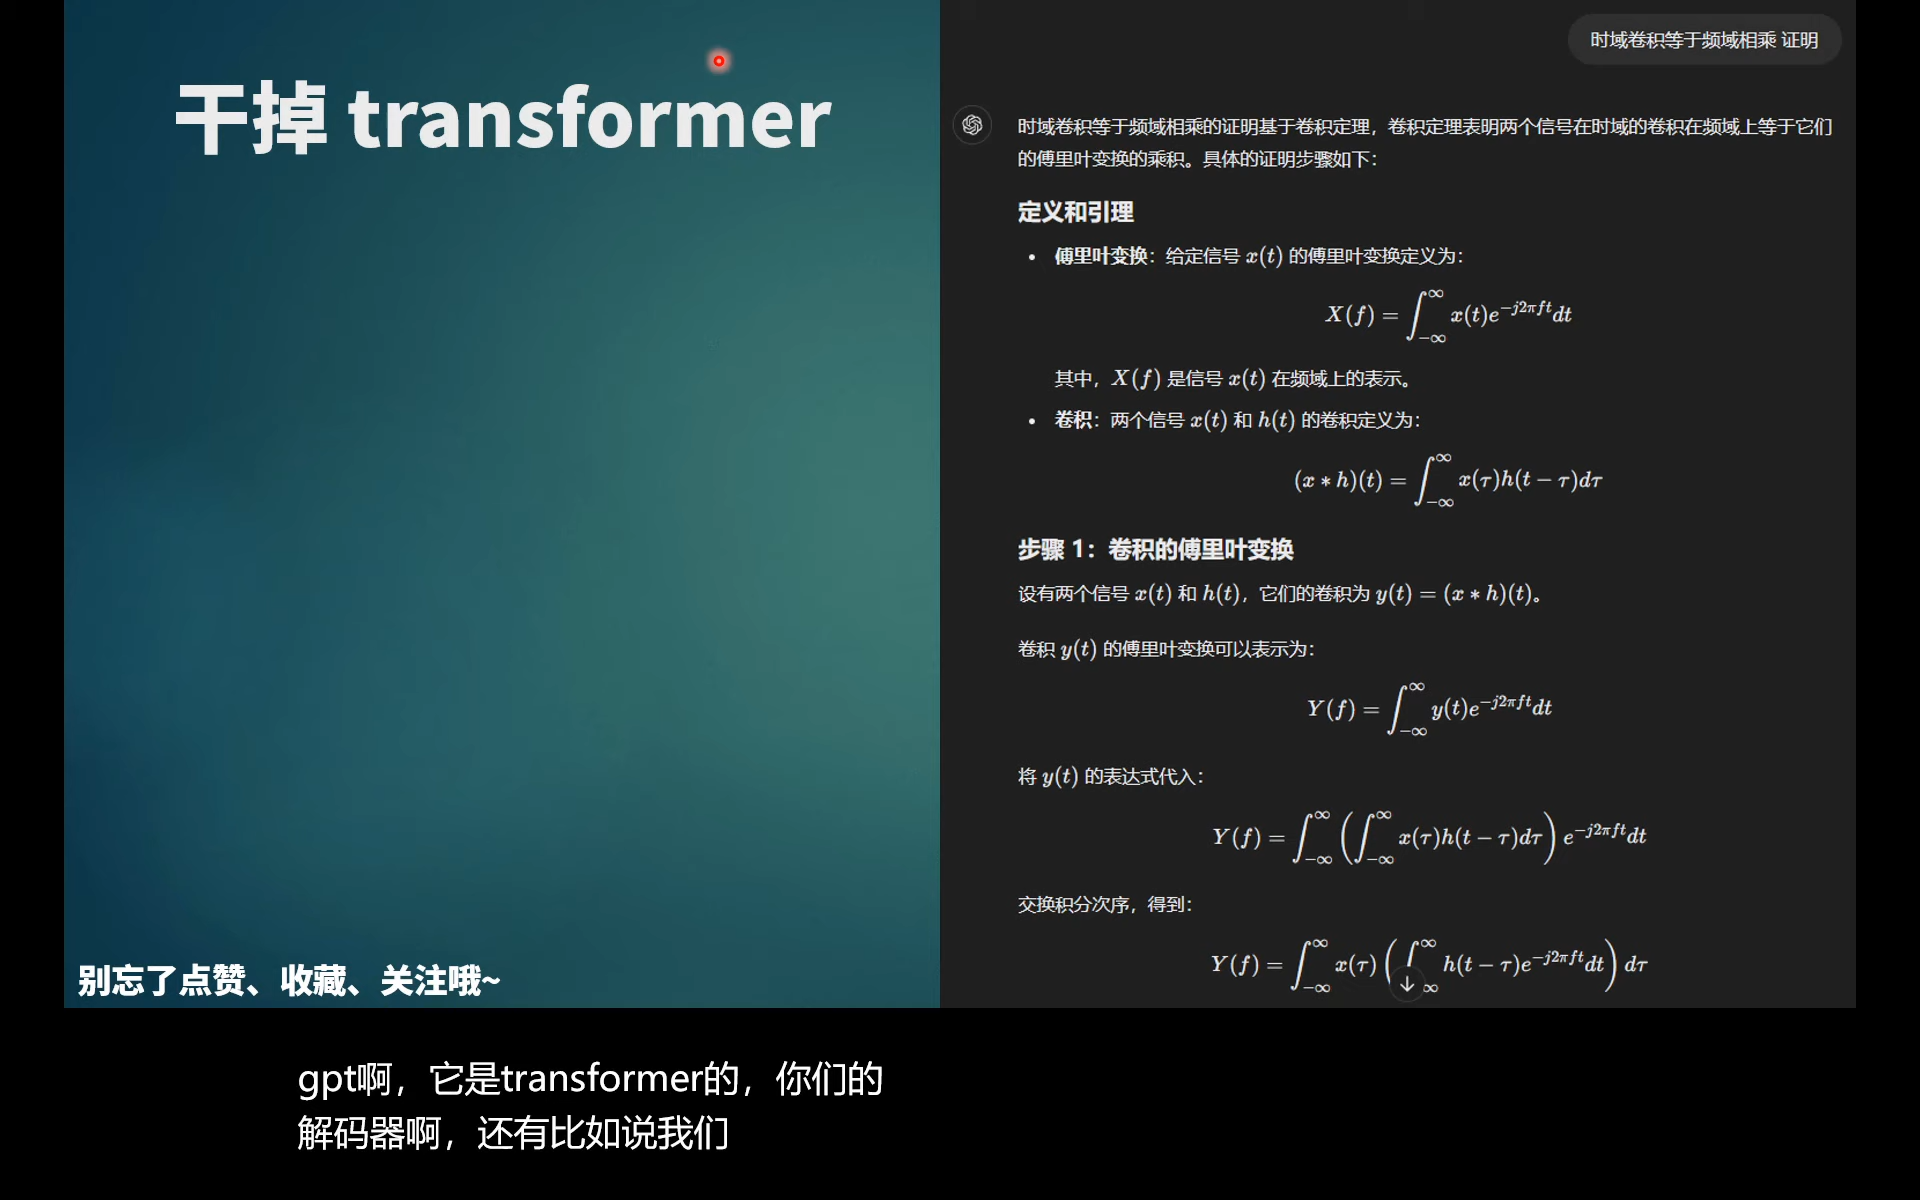 干掉 transformer
别忘了点赞、收藏、关注哦~
时域卷积等于频域相乘 证明
时域卷积等于频域相乘的证明基于卷积定理，卷积定理表明两个信号在时域的卷积在频域上等于它们
的傅里叶变换的乘积。具体的证明步骤如下：
定义和引理
• 傅里叶变换：给定信号 x(t) 的傅里叶变换定义为：
X(f) = ∫_{-∞}^{∞} x(t)e^{-j2πft}dt
其中，X(f) 是信号 x(t) 在频域上的表示。
• 卷积：两个信号 x(t) 和 h(t) 的卷积定义为：
(x * h)(t) = ∫_{-∞}^{∞} x(τ)h(t − τ)dτ
步骤 1：卷积的傅里叶变换
设有两个信号 x(t) 和 h(t)，它们的卷积为 y(t) = (x * h)(t)。
卷积 y(t) 的傅里叶变换可以表示为：
Y(f) = ∫_{-∞}^{∞} y(t)e^{-j2πft}dt
将 y(t) 的表达式代入：
Y(f) = ∫_{-∞}^{∞} (∫_{-∞}^{∞} x(τ)h(t − τ)dτ) e^{-j2πft}dt
交换积分次序，得到：
Y(f) = ∫_{-∞}^{∞} x(τ) (∫_{-∞}^{∞} h(t − τ)e^{-j2πft}dt) dτ
gpt啊，它是transformer的，你们的
解码器啊，还有比如说我们